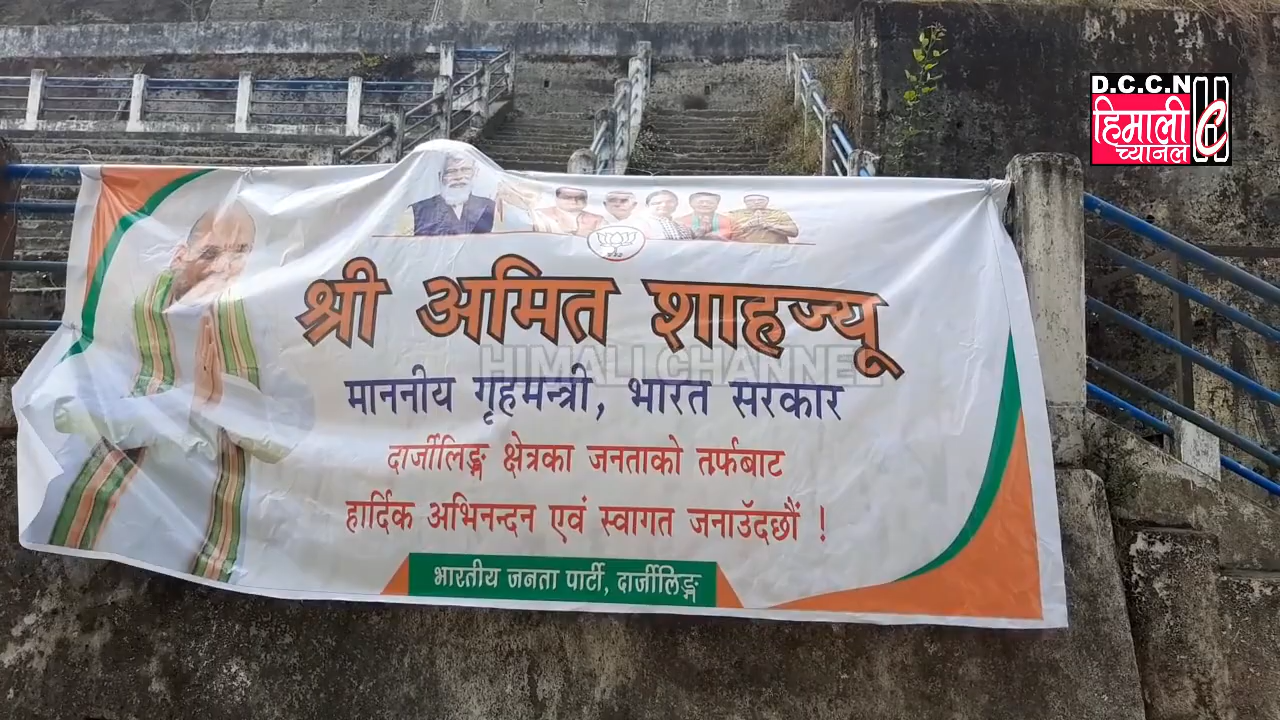 D.C.C.N
हिमाली
च्यानल
श्री अमित शाहज्यू
HIMALI CHANNEL
माननीय गृहमन्त्री, भारत सरकार
दार्जीलिङ्ग क्षेत्रका जनताको तर्फबाट
हार्दिक अभिनन्दन एवं स्वागत जनाउँदछौं !
भारतीय जनता पार्टी, दार्जीलिङ्ग